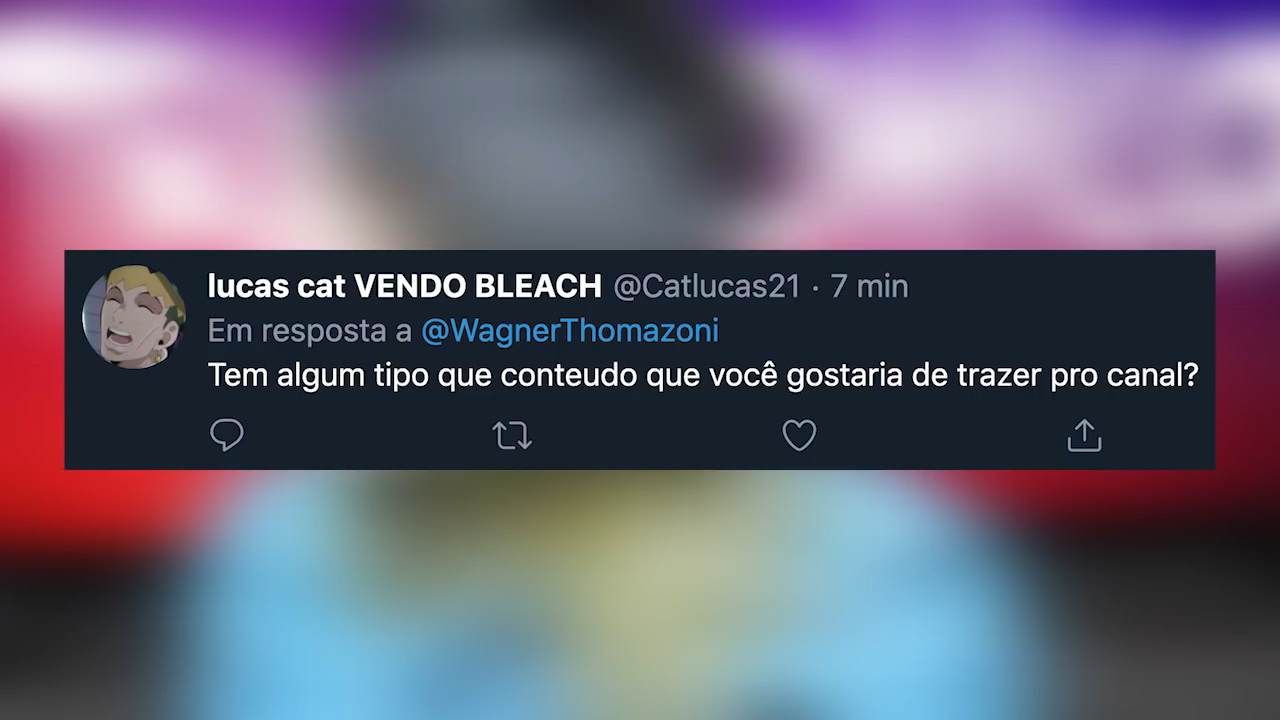 lucas cat VENDO BLEACH @Catlucas21 · 7 min
Em resposta a @WagnerThomazoni
Tem algum tipo que conteudo que você gostaria de trazer pro canal?